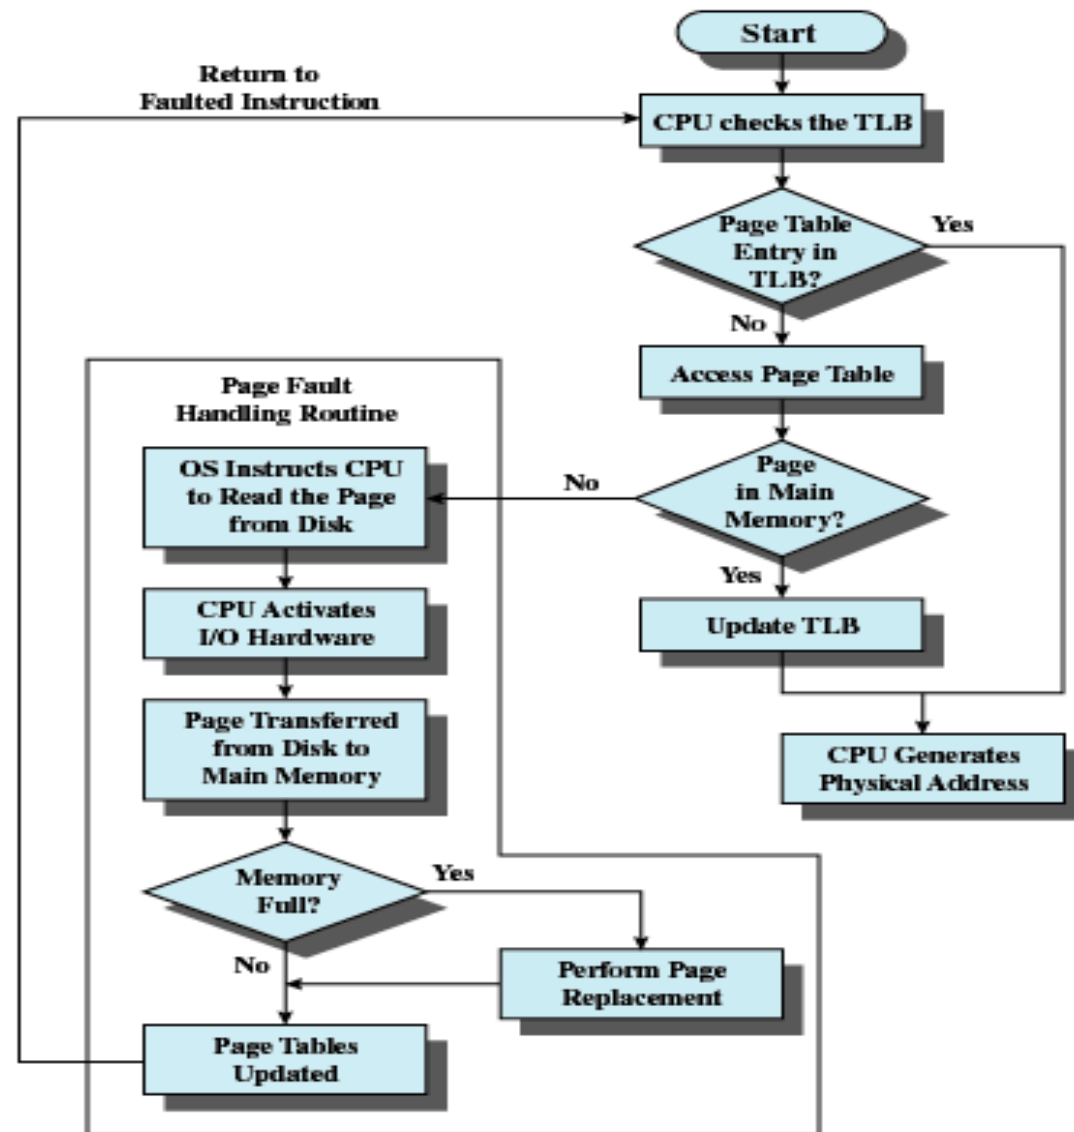 Start
Return to
Faulted Instruction
CPU checks the TLB
Page Table
Entry in
TLB?
Yes
No
Access Page Table
Page Fault
Handling Routine
OS Instructs CPU
to Read the Page
from Disk
No
Page
in Main
Memory?
Yes
CPU Activates
I/O Hardware
Update TLB
Page Transferred
from Disk to
Main Memory
CPU Generates
Physical Address
Memory
Full?
Yes
No
Perform Page
Replacement
Page Tables
Updated